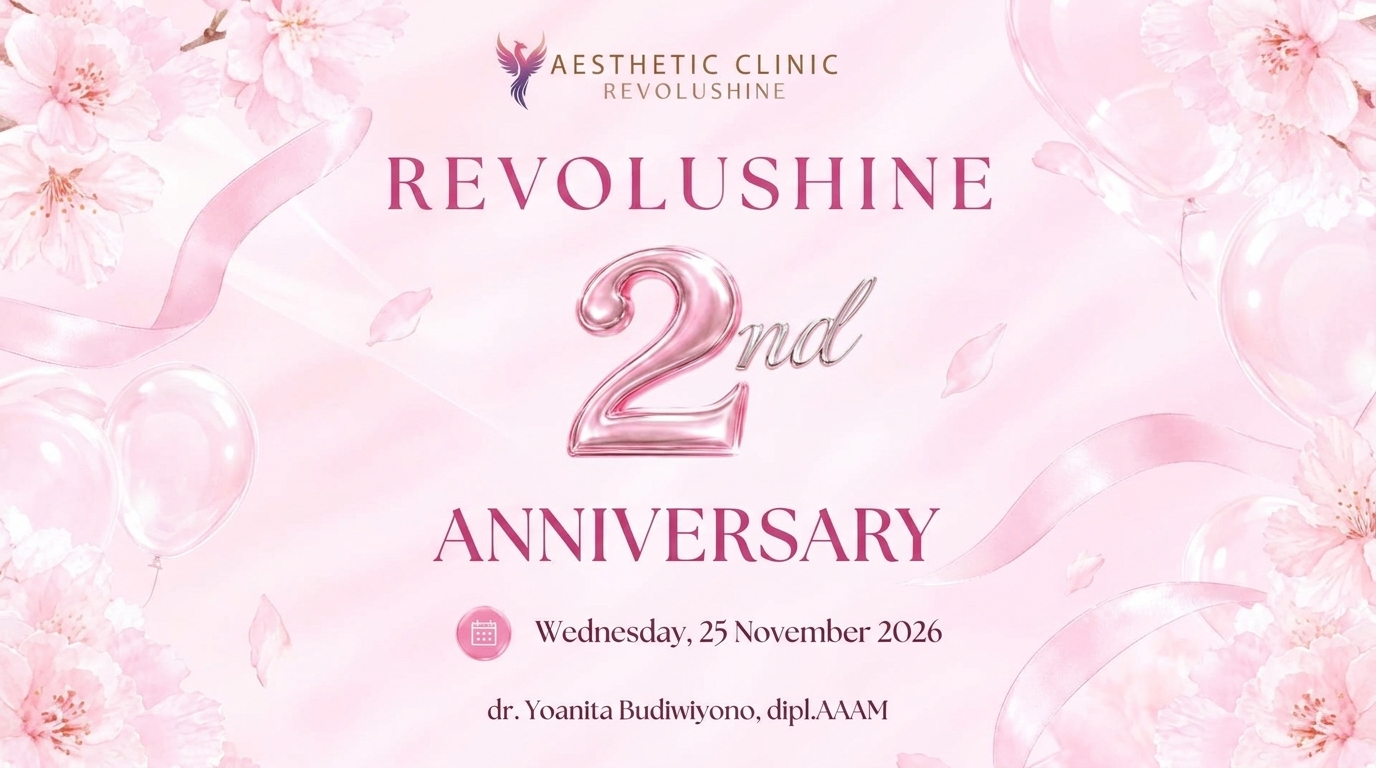 AESTHETIC CLINIC
REVOLUSHINE
REVOLUSHINE
2nd
ANNIVERSARY
Wednesday, 25 November 2026
dr. Yoanita Budiwiyono, dipl.AAAM